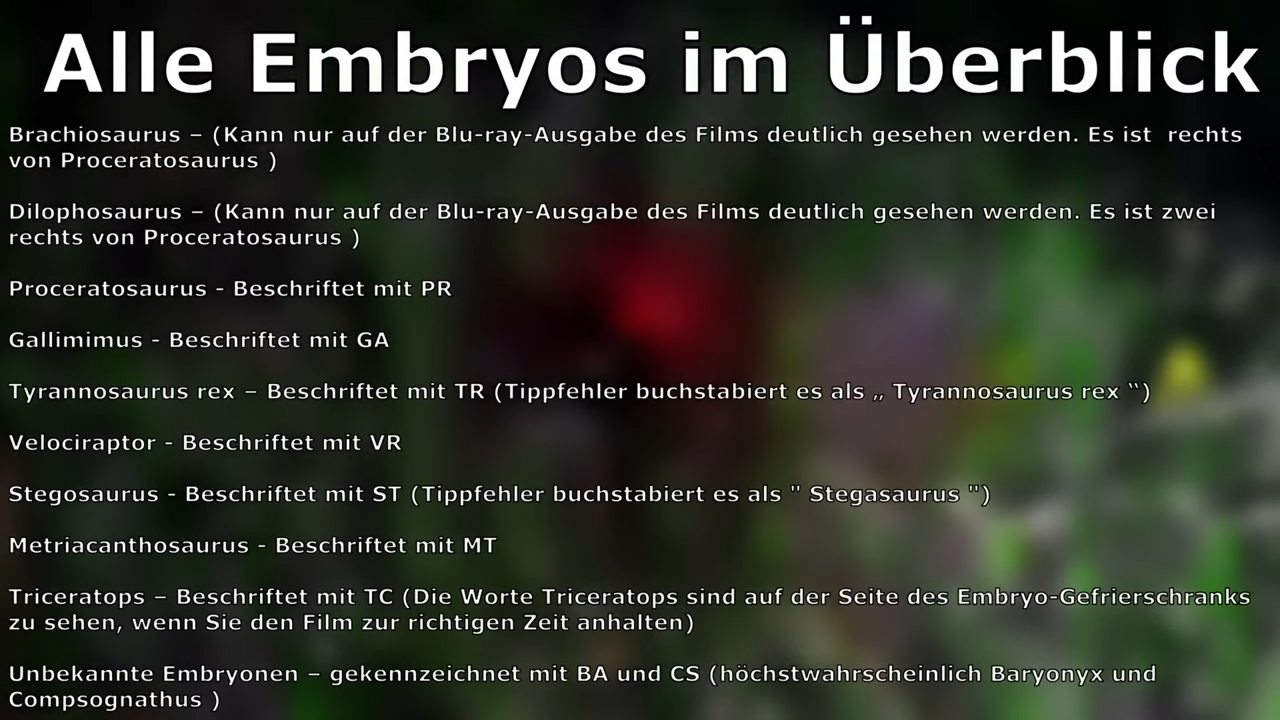 Alle Embryos im Überblick
Brachiosaurus – (Kann nur auf der Blu-ray-Ausgabe des Films deutlich gesehen werden. Es ist  rechts
von Proceratosaurus )
Dilophosaurus – (Kann nur auf der Blu-ray-Ausgabe des Films deutlich gesehen werden. Es ist zwei
rechts von Proceratosaurus )
Proceratosaurus - Beschriftet mit PR
Gallimimus - Beschriftet mit GA
Tyrannosaurus rex – Beschriftet mit TR (Tippfehler buchstabiert es als „ Tyrannosaurus rex “)
Velociraptor - Beschriftet mit VR
Stegosaurus - Beschriftet mit ST (Tippfehler buchstabiert es als " Stegasaurus ")
Metriacanthosaurus - Beschriftet mit MT
Triceratops – Beschriftet mit TC (Die Worte Triceratops sind auf der Seite des Embryo-Gefrierschranks
zu sehen, wenn Sie den Film zur richtigen Zeit anhalten)
Unbekannte Embryonen – gekennzeichnet mit BA und CS (höchstwahrscheinlich Baryonyx und
Compsognathus )